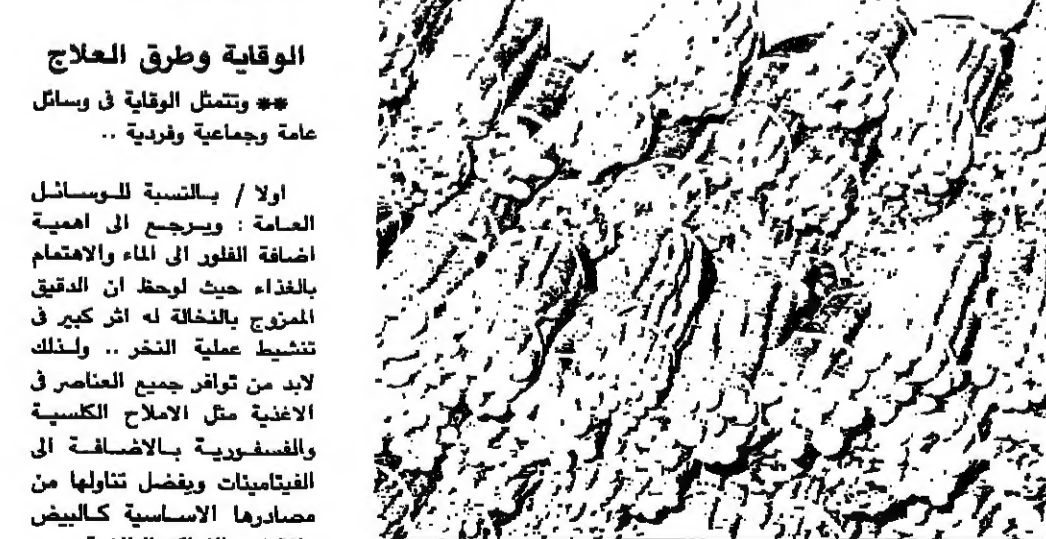 الوقاية وطرق العلاج
** وتتمثل الوقاية فى وسائل
عامة وجماعية وفردية ..
اولا / بالنسبة للوسائل
العامة : ويرجع الى اهمية
اضافة الفلور الى الماء والاهتمام
بالغذاء حيث لوحظ ان الدقيق
الممزوج بالنخالة له اثر كبير فى
تنشيط عملية النخر .. ولذلك
لابد من توافر جميع العناصر فى
الاغذية مثل الاملاح الكلسية
والفسفورية بالاضافة الى
الفيتامينات ويفضل تناولها من
مصادرها الاساسية كالبيض